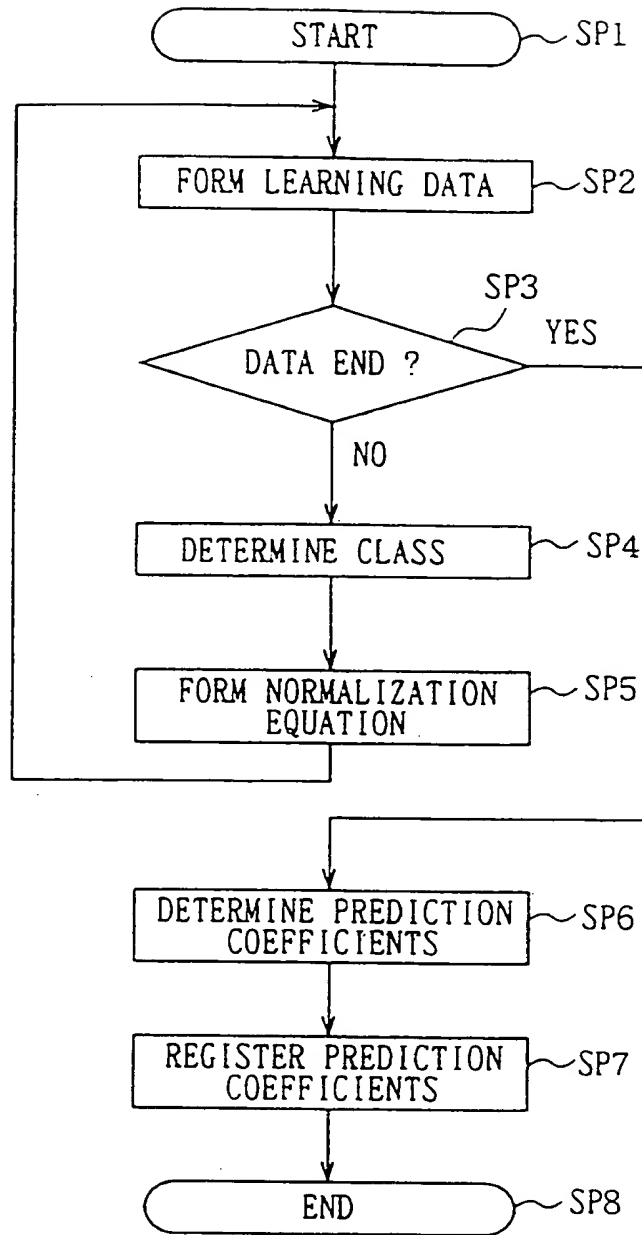 START
SP1
FORM LEARNING DATA
SP2
SP3
DATA END ?
YES
NO
DETERMINE CLASS
SP4
FORM NORMALIZATION
EQUATION
SP5
DETERMINE PREDICTION
COEFFICIENTS
SP6
REGISTER PREDICTION
COEFFICIENTS
SP7
END
SP8